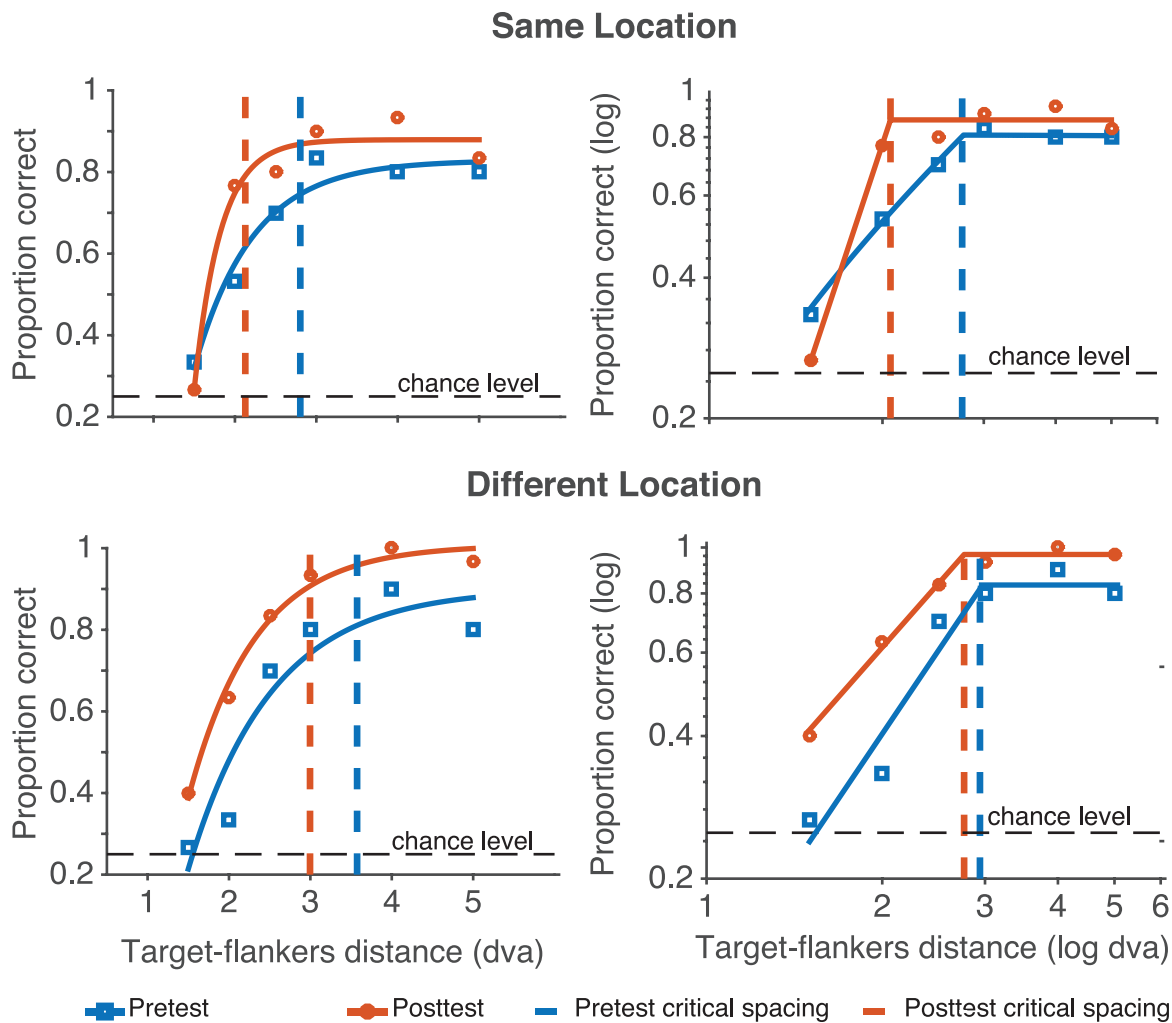 Same Location
Proportion correct
1
0.8
0.6
0.4
0.2
chance level
Proportion correct (log)
1
0.8
0.4
0.2
chance level
Different Location
Proportion correct
1
0.8
0.6
0.4
0.2
chance level
1 2 3 4 5
Target-flankers distance (dva)
Proportion correct (log)
1
0.8
0.6
0.4
0.2
chance level
1 2 3 4 5 6
Target-flankers distance (log dva)
Pretest Posttest Pretest critical spacing Posttest critical spacing